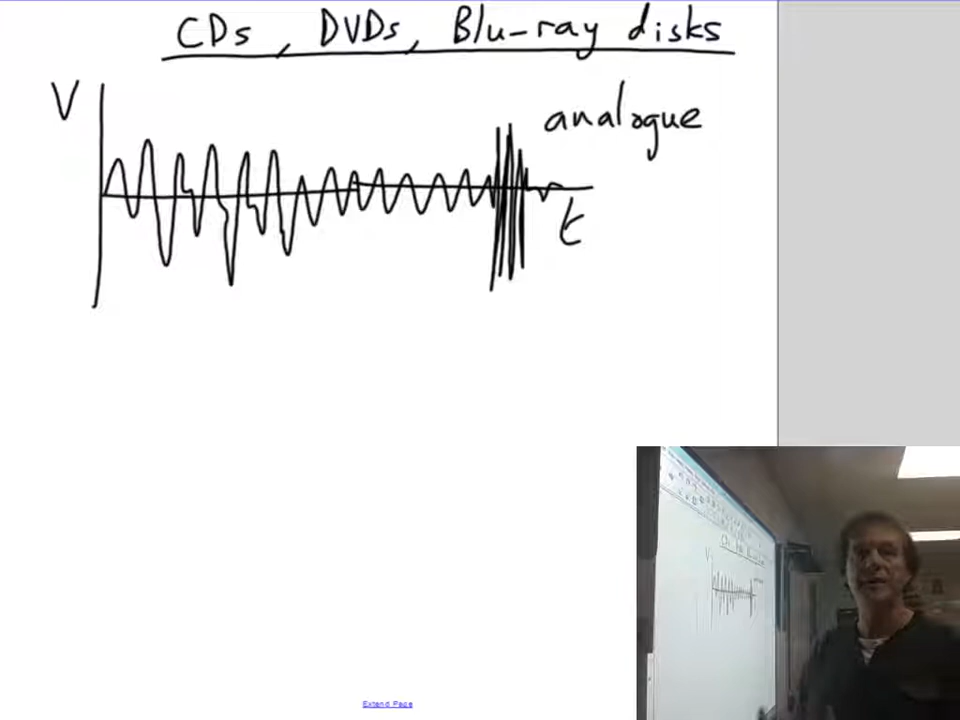 CDs, DVDs, Blu-ray disks
V
analogue
t
Extend Page